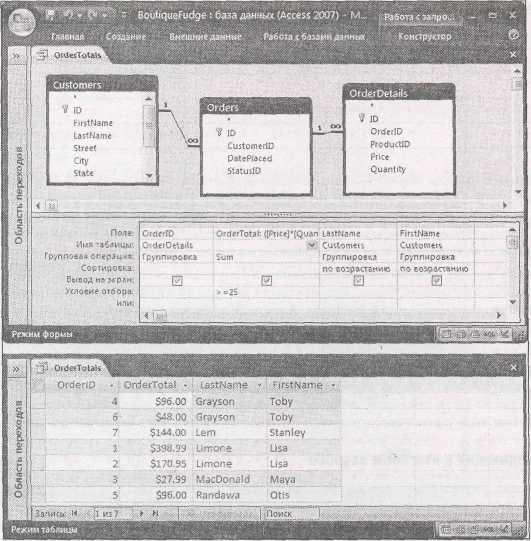 BoutiqueFudge : база данных (Access 2007) - M...
Работа с запро...
Главная Создание Внешние данные Работа с базами данных Конструктор
» OrderTotals ×
Customers
*
ID
FirstName
LastName
Street
City
State
1 ∞
Orders
*
ID
CustomerID
DatePlaced
StatusID
1 ∞
OrderDetails
*
ID
OrderID
ProductID
Price
Quantity
Область переходов
Поле: OrderID OrderTotal: ([Price]*[Quan LastName FirstName
Имя таблицы: OrderDetails Customers Customers
Групповая операция: Группировка Sum Группировка Группировка
Сортировка: по возрастанию по возрастанию
Вывод на экран:
Условие отбора: >=25
или:
Режим формы
» OrderTotals ×
OrderID OrderTotal LastName FirstName
4 $96.00 Grayson Toby
6 $48.00 Grayson Toby
7 $144.00 Lem Stanley
1 $398.99 Limone Lisa
2 $170.95 Limone Lisa
3 $27.99 MacDonald Maya
5 $96.00 Randawa Otis
Область переходов
Запись: 1 из 7 Поиск
Режим таблицы